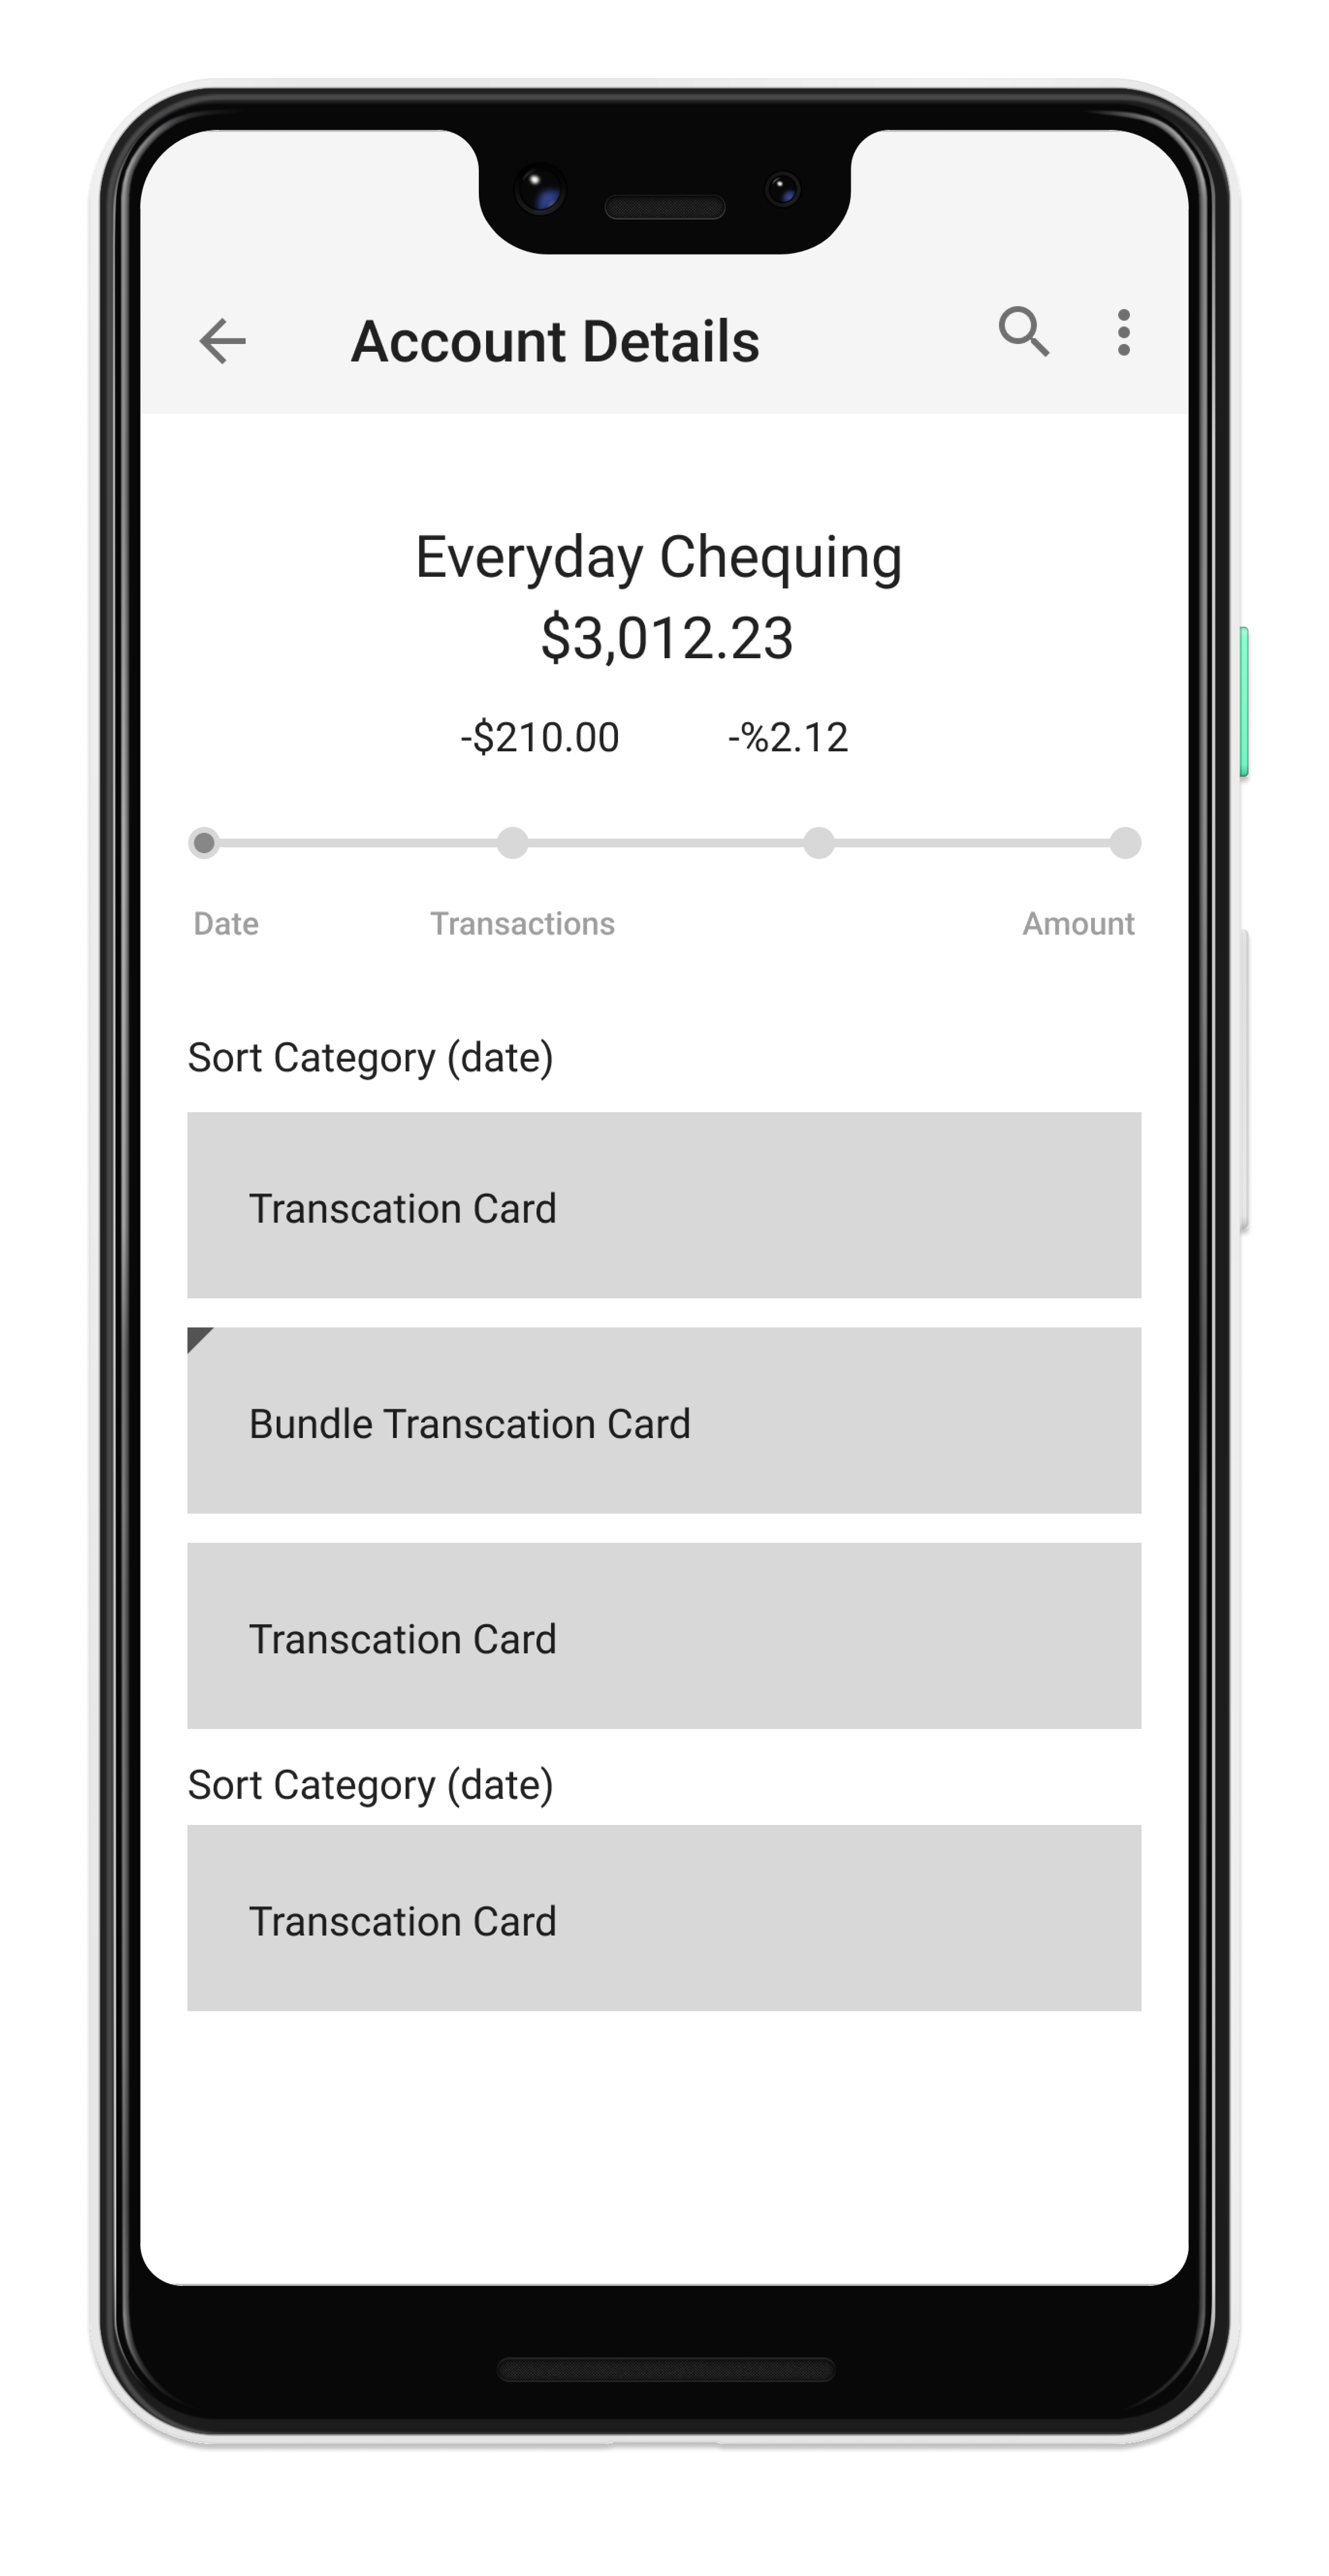 Account Details
Everyday Chequing
$3,012.23
-$210.00 -%2.12
Date Transactions Amount
Sort Category (date)
Transcation Card
Bundle Transcation Card
Transcation Card
Sort Category (date)
Transcation Card